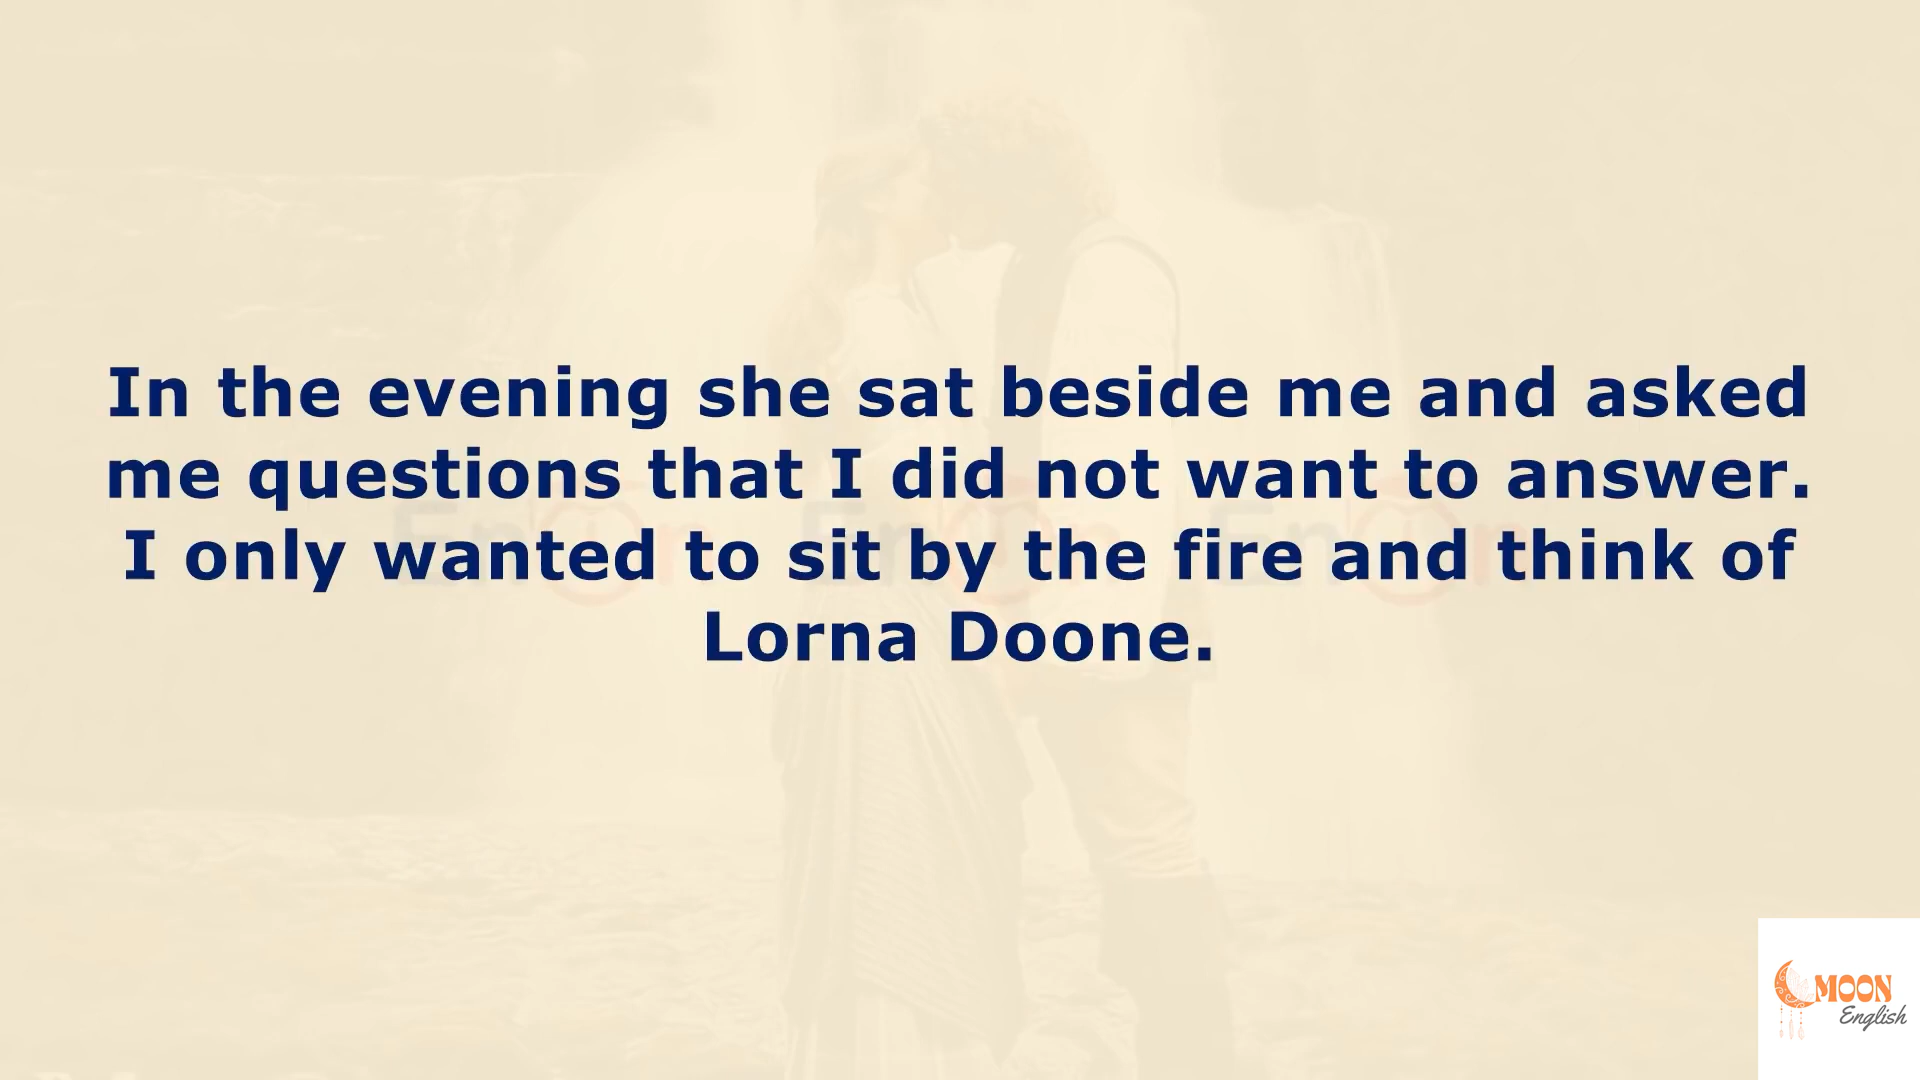 In the evening she sat beside me and asked
me questions that I did not want to answer.
I only wanted to sit by the fire and think of
Lorna Doone.
MOON
English